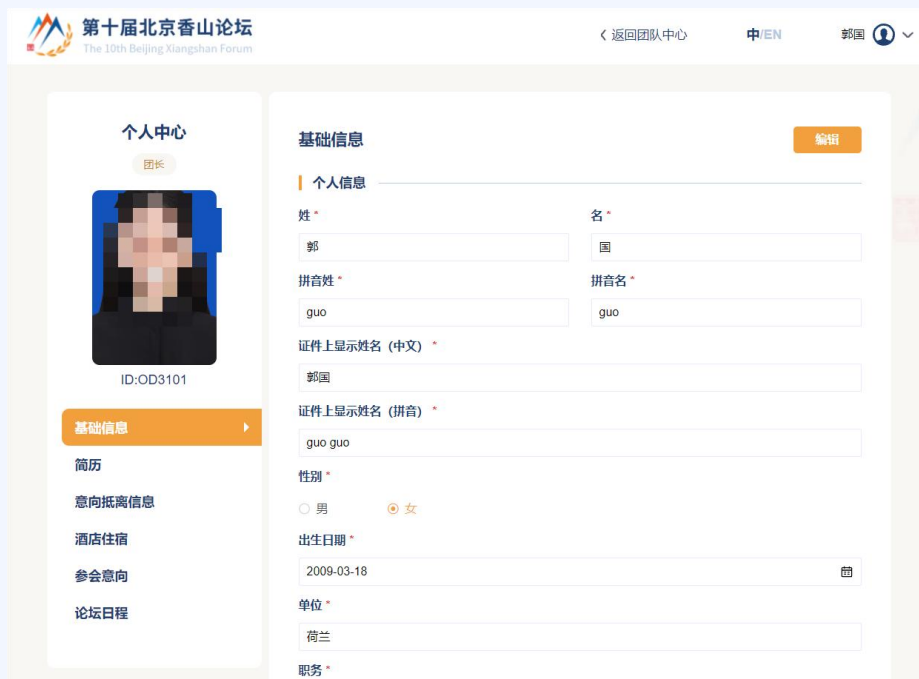 第十届北京香山论坛
The 10th Beijing Xiangshan Forum
返回团队中心
中/EN
郭国
个人中心
团长
ID:OD3101
基础信息
简历
意向抵离信息
酒店住宿
参会意向
论坛日程
基础信息
编辑
个人信息
姓 * 名 *
郭 国
拼音姓 * 拼音名 *
guo guo
证件上显示姓名（中文） *
郭国
证件上显示姓名（拼音） *
guo guo
性别 *
男 女
出生日期 *
2009-03-18
单位 *
荷兰
职务 *